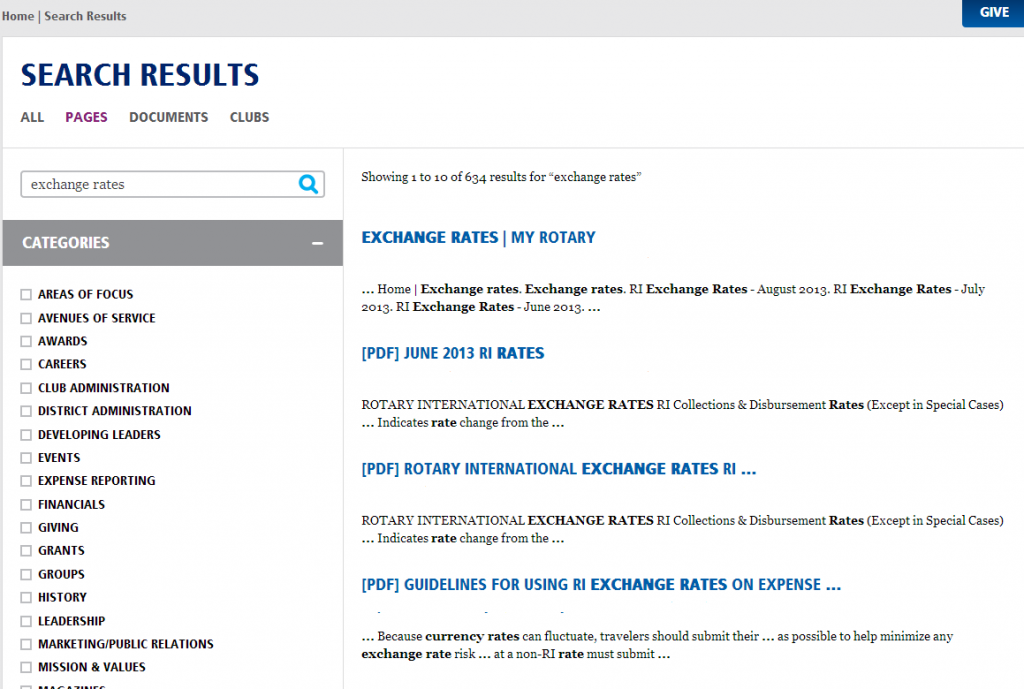 Home | Search Results
GIVE
SEARCH RESULTS
ALL PAGES DOCUMENTS CLUBS
exchange rates
CATEGORIES
AREAS OF FOCUS
AVENUES OF SERVICE
AWARDS
CAREERS
CLUB ADMINISTRATION
DISTRICT ADMINISTRATION
DEVELOPING LEADERS
EVENTS
EXPENSE REPORTING
FINANCIALS
GIVING
GRANTS
GROUPS
HISTORY
LEADERSHIP
MARKETING/PUBLIC RELATIONS
MISSION & VALUES
MAGAZINES
Showing 1 to 10 of 634 results for “exchange rates”
EXCHANGE RATES | MY ROTARY
... Home | Exchange rates. Exchange rates. RI Exchange Rates - August 2013. RI Exchange Rates - July
2013. RI Exchange Rates - June 2013. ...
[PDF] JUNE 2013 RI RATES
ROTARY INTERNATIONAL EXCHANGE RATES RI Collections & Disbursement Rates (Except in Special Cases)
... Indicates rate change from the ...
[PDF] ROTARY INTERNATIONAL EXCHANGE RATES RI ...
ROTARY INTERNATIONAL EXCHANGE RATES RI Collections & Disbursement Rates (Except in Special Cases)
... Indicates rate change from the ...
[PDF] GUIDELINES FOR USING RI EXCHANGE RATES ON EXPENSE ...
... Because currency rates can fluctuate, travelers should submit their ... as possible to help minimize any
exchange rate risk ... at a non-RI rate must submit ...